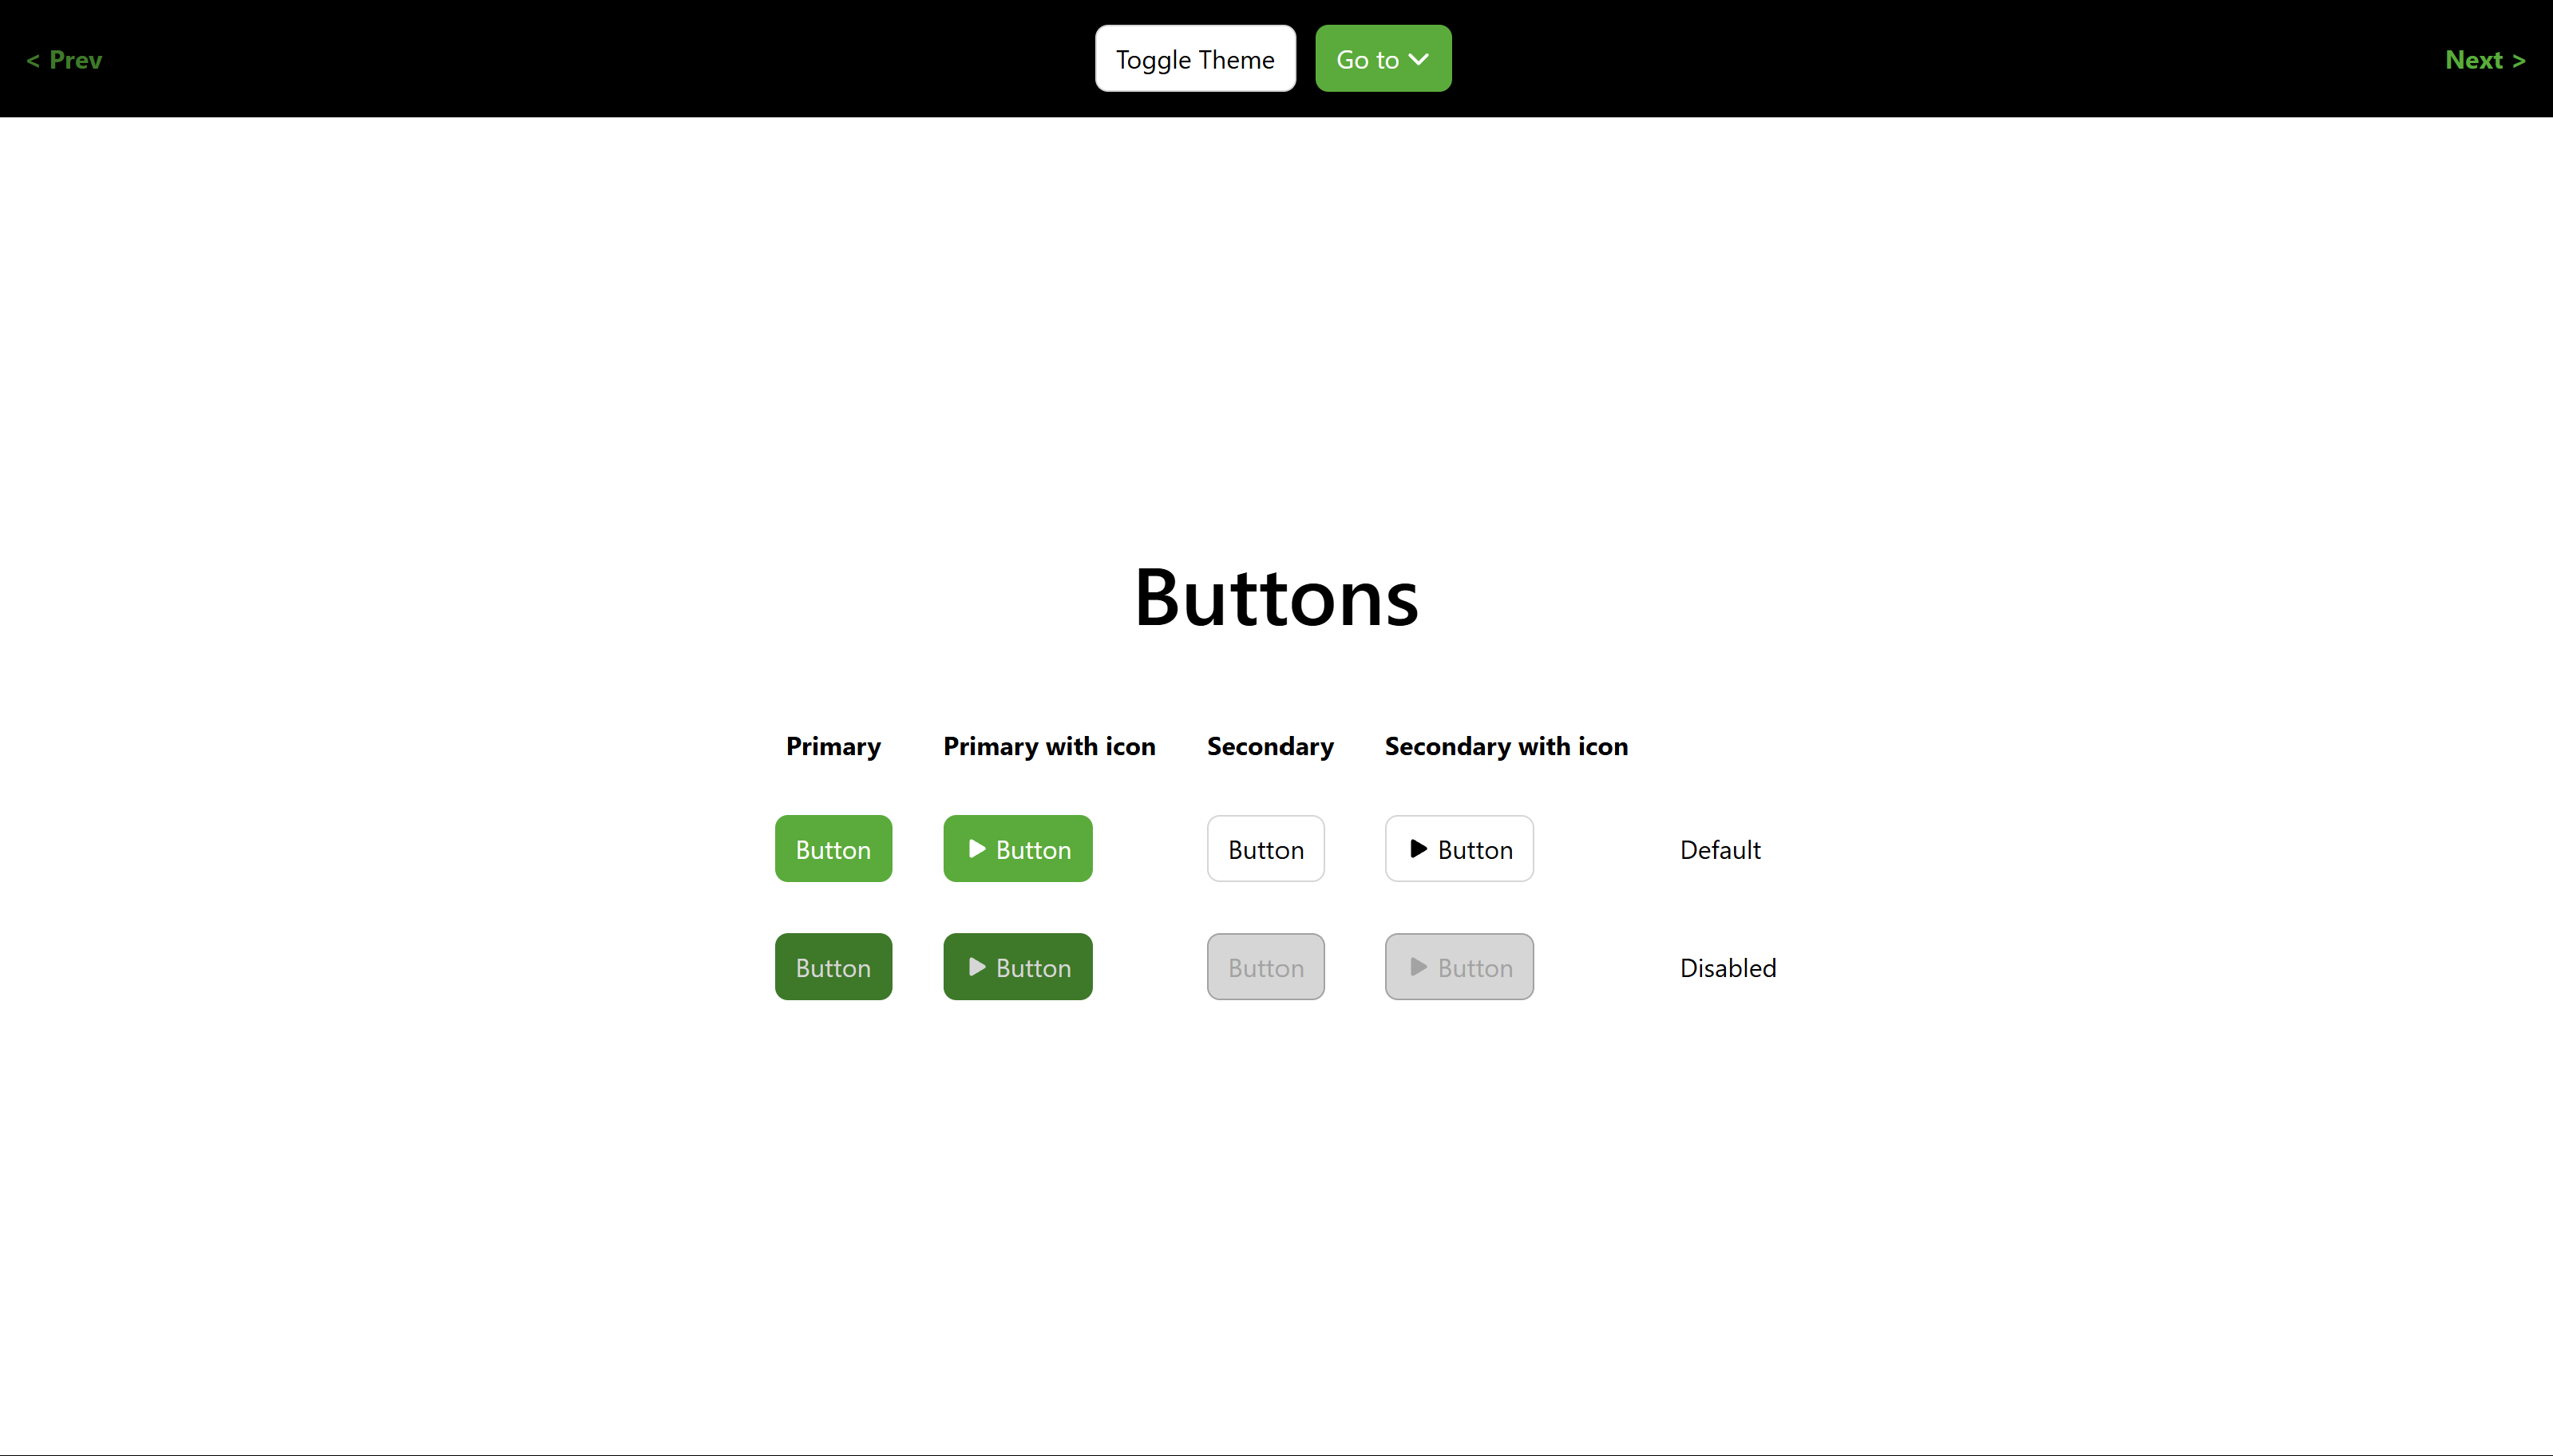 < Prev Toggle Theme Go to Next >
Buttons
Primary Primary with icon Secondary Secondary with icon
Button Button Button Button Default
Button Button Button Button Disabled